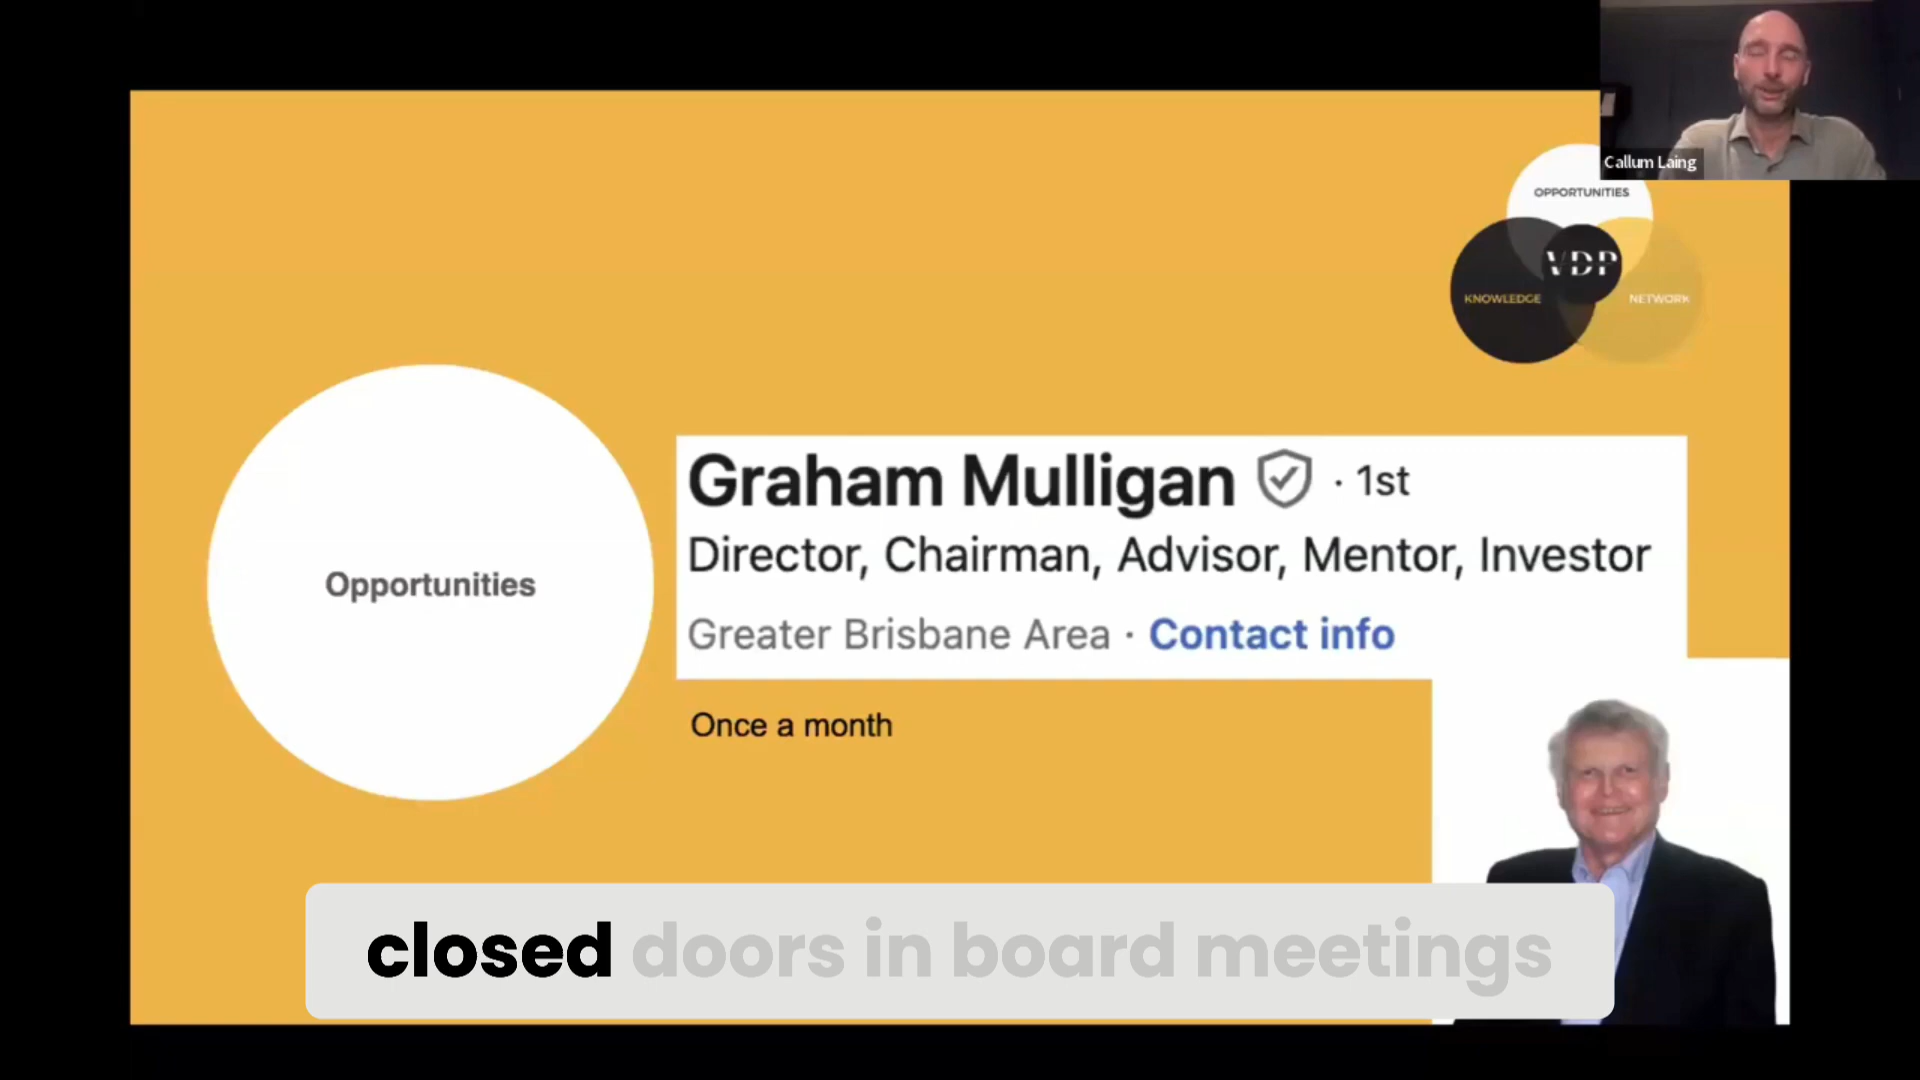 Callum Laing
OPPORTUNITIES
VDP
KNOWLEDGE
NETWORK
Opportunities
Graham Mulligan · 1st
Director, Chairman, Advisor, Mentor, Investor
Greater Brisbane Area · Contact info
Once a month
closed doors in board meetings